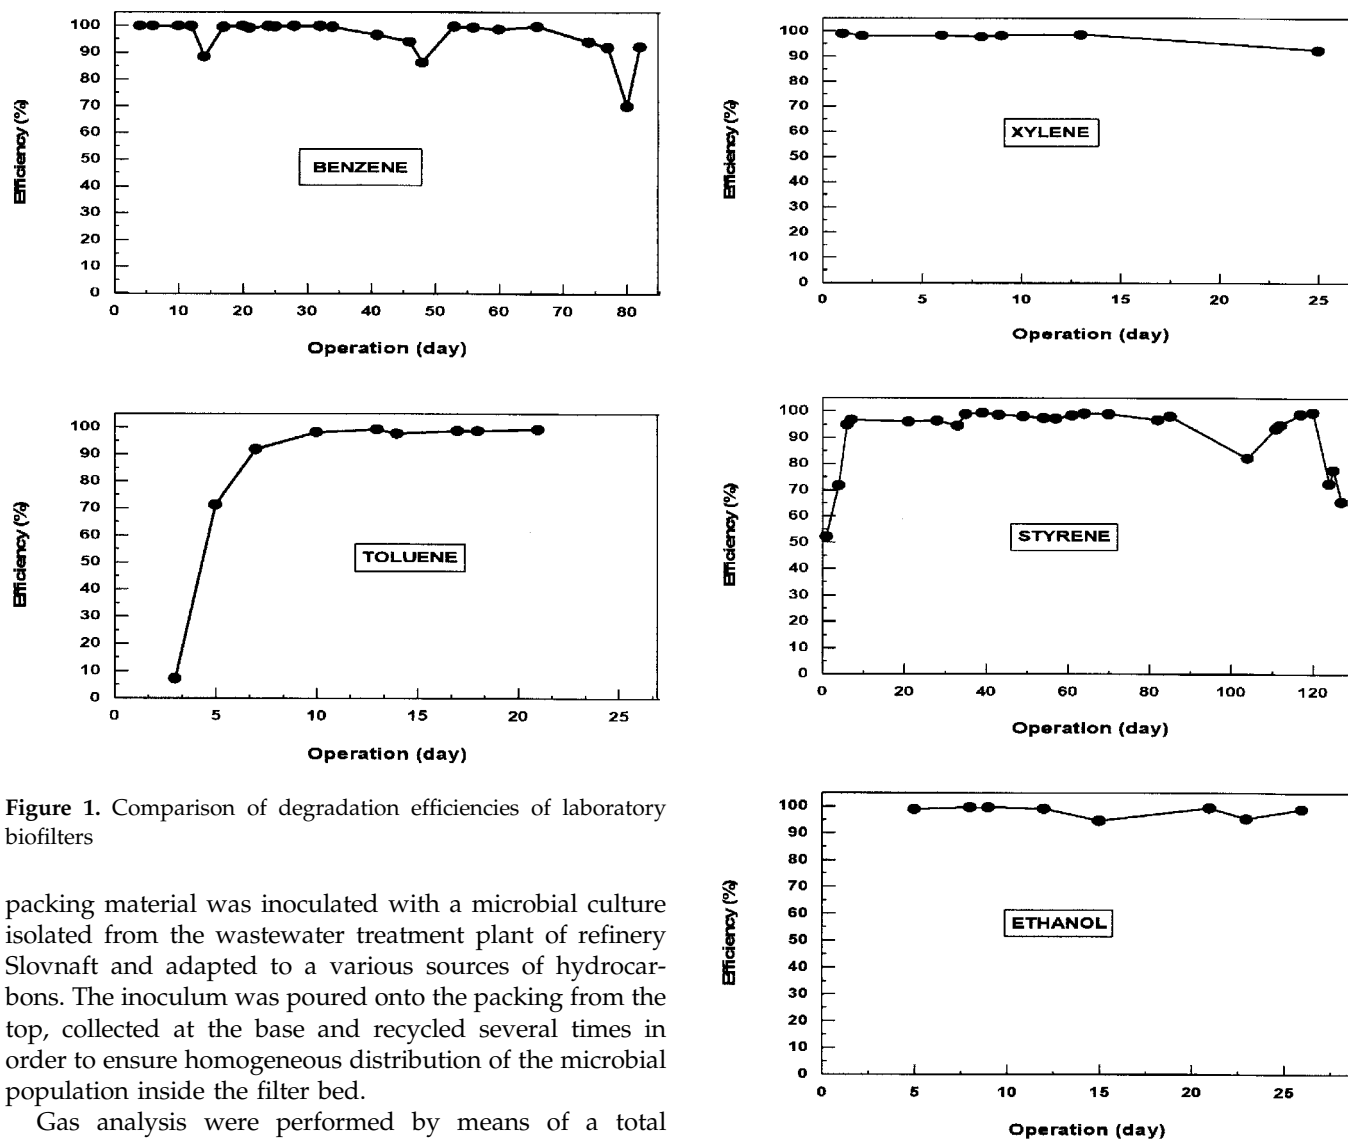 100
90
80
70
60
50
40
30
20
10
0
Efficiency (%)
BENZENE
0 10 20 30 40 50 60 70 80
Operation (day)
100
90
80
70
60
50
40
30
20
10
0
Efficiency (%)
TOLUENE
0 5 10 15 20 25
Operation (day)
Figure 1. Comparison of degradation efficiencies of laboratory
biofilters
packing material was inoculated with a microbial culture
isolated from the wastewater treatment plant of refinery
Slovnaft and adapted to a various sources of hydrocar-
bons. The inoculum was poured onto the packing from the
top, collected at the base and recycled several times in
order to ensure homogeneous distribution of the microbial
population inside the filter bed.
Gas analysis were performed by means of a total
100
90
80
70
60
50
40
30
20
10
0
Efficiency (%)
XYLENE
0 5 10 15 20 25
Operation (day)
100
90
80
70
60
50
40
30
20
10
0
Efficiency (%)
STYRENE
0 20 40 60 80 100 120
Operation (day)
100
90
80
70
60
50
40
30
20
10
0
Efficiency (%)
ETHANOL
0 5 10 15 20 25
Operation (day)